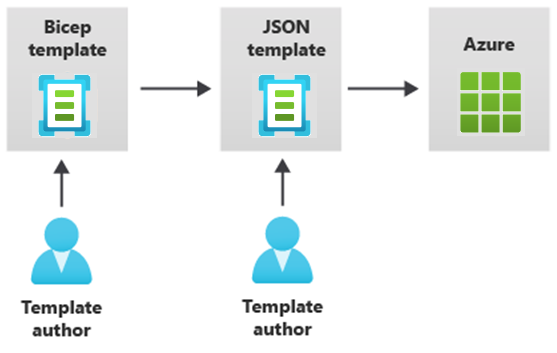 Bicep
template
JSON
template
Azure
Template
author
Template
author